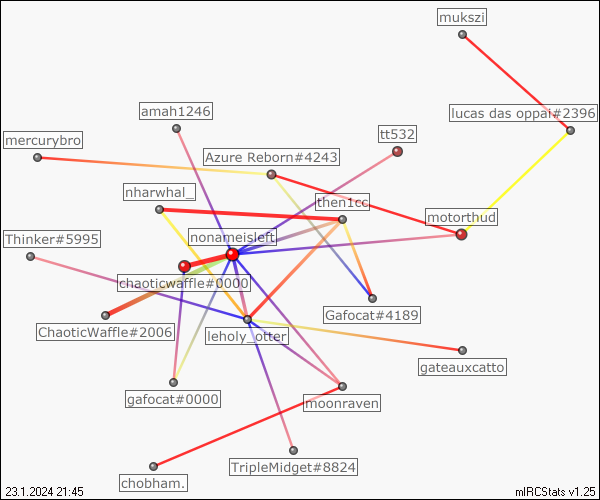 mukszi
amah1246
lucas das oppai#2396
tt532
mercurybro
Azure Reborn#4243
nharwhal_
then1cc
motorthud
Thinker#5995
nonameisleft
chaoticwaffle#0000
Gafocat#4189
ChaoticWaffle#2006
leholy_otter
gateauxcatto
gafocat#0000
moonraven
TripleMidget#8824
chobham.
23.1.2024 21:45
mIRCStats v1.25